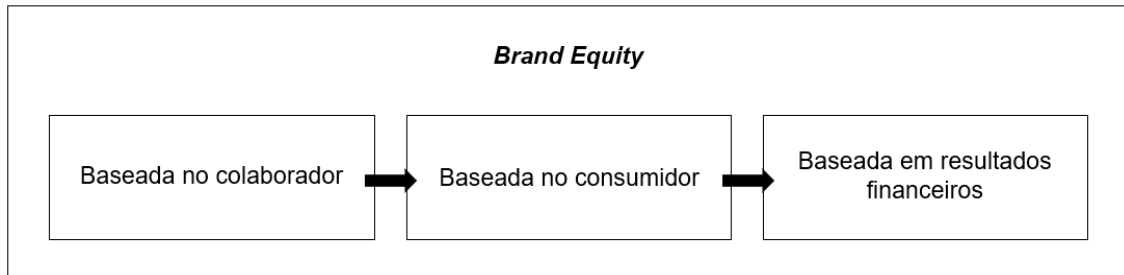 Brand Equity
Baseada no colaborador
Baseada no consumidor
Baseada em resultados
financeiros